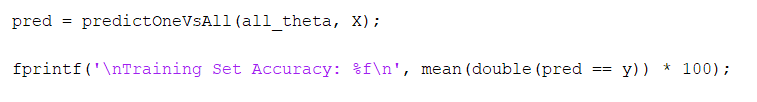 pred = predictOneVsAll(all_theta, X);
fprintf('\nTraining Set Accuracy: %f\n', mean(double(pred == y)) * 100);